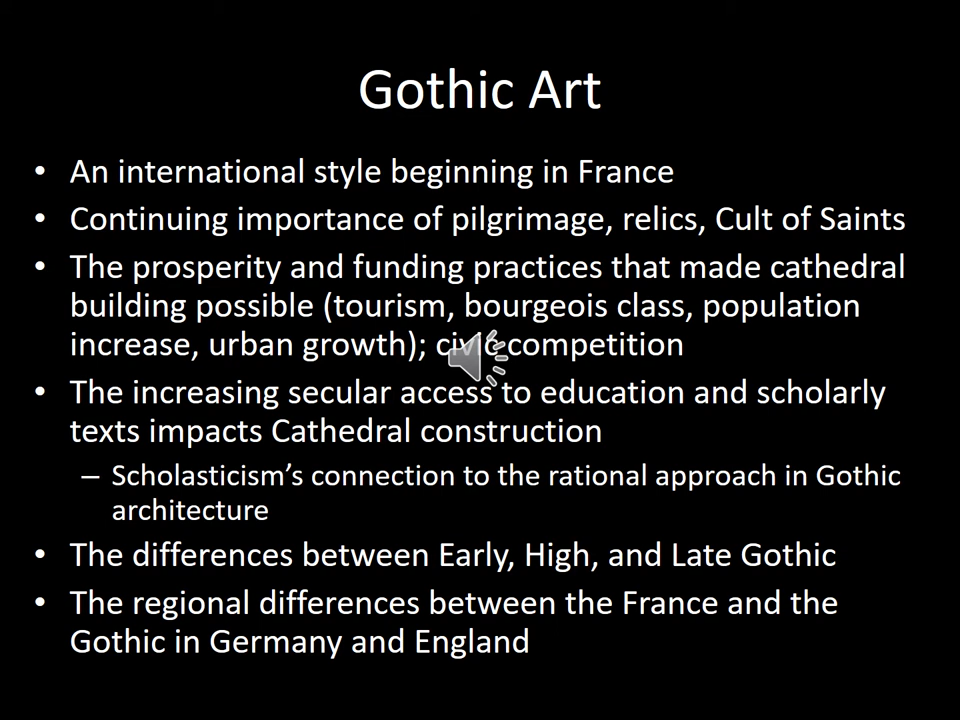 Gothic Art
• An international style beginning in France
• Continuing importance of pilgrimage, relics, Cult of Saints
• The prosperity and funding practices that made cathedral
building possible (tourism, bourgeois class, population
increase, urban growth); civic competition
• The increasing secular access to education and scholarly
texts impacts Cathedral construction
– Scholasticism’s connection to the rational approach in Gothic
architecture
• The differences between Early, High, and Late Gothic
• The regional differences between the France and the
Gothic in Germany and England